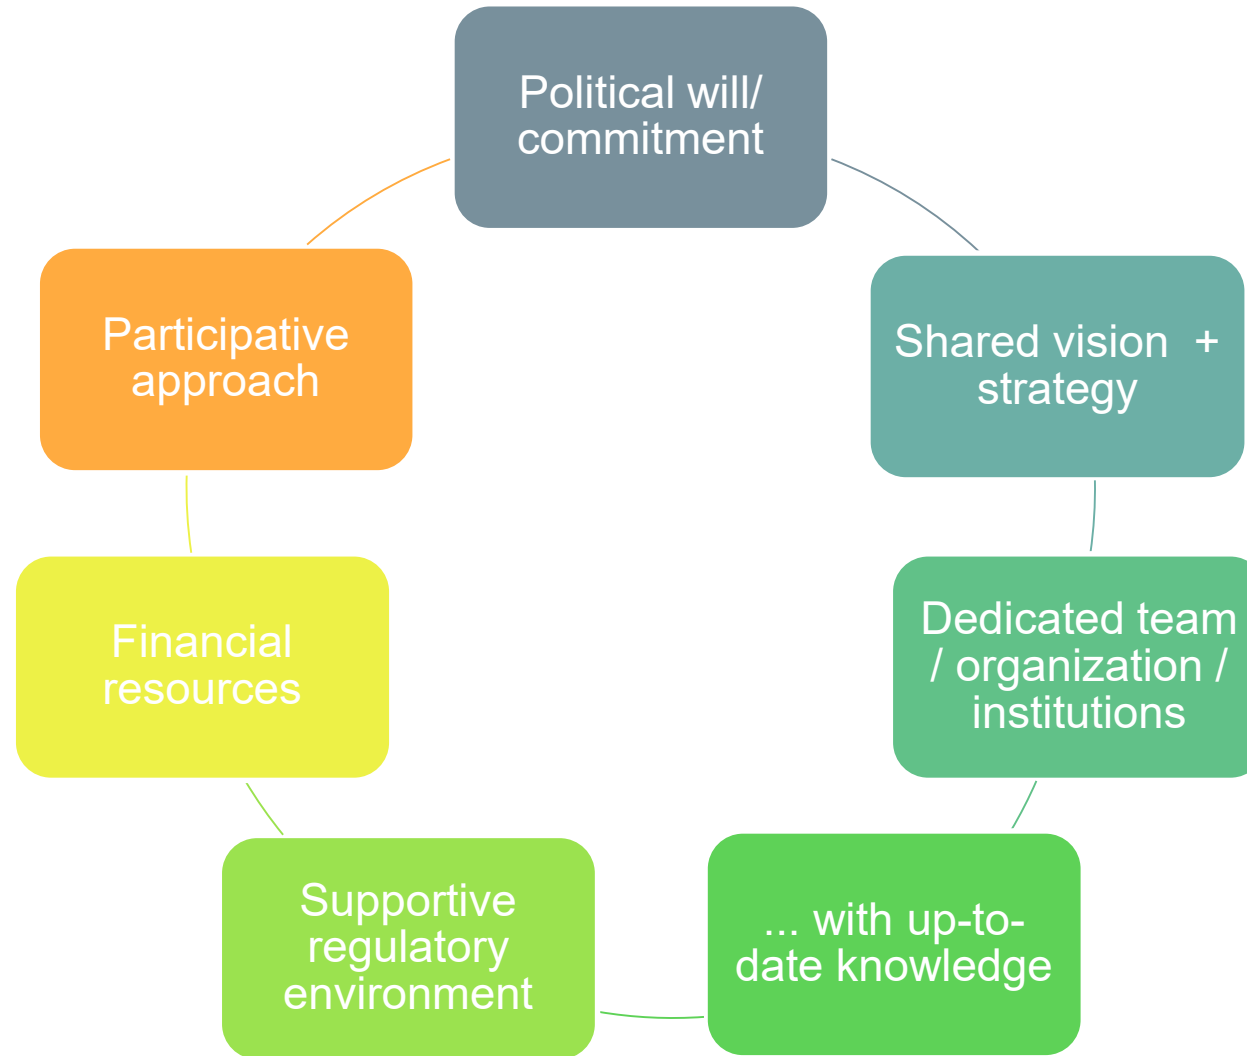 Political will/
commitment
Shared vision  +
strategy
Dedicated team
/ organization /
institutions
... with up-to-
date knowledge
Supportive
regulatory
environment
Financial
resources
Participative
approach